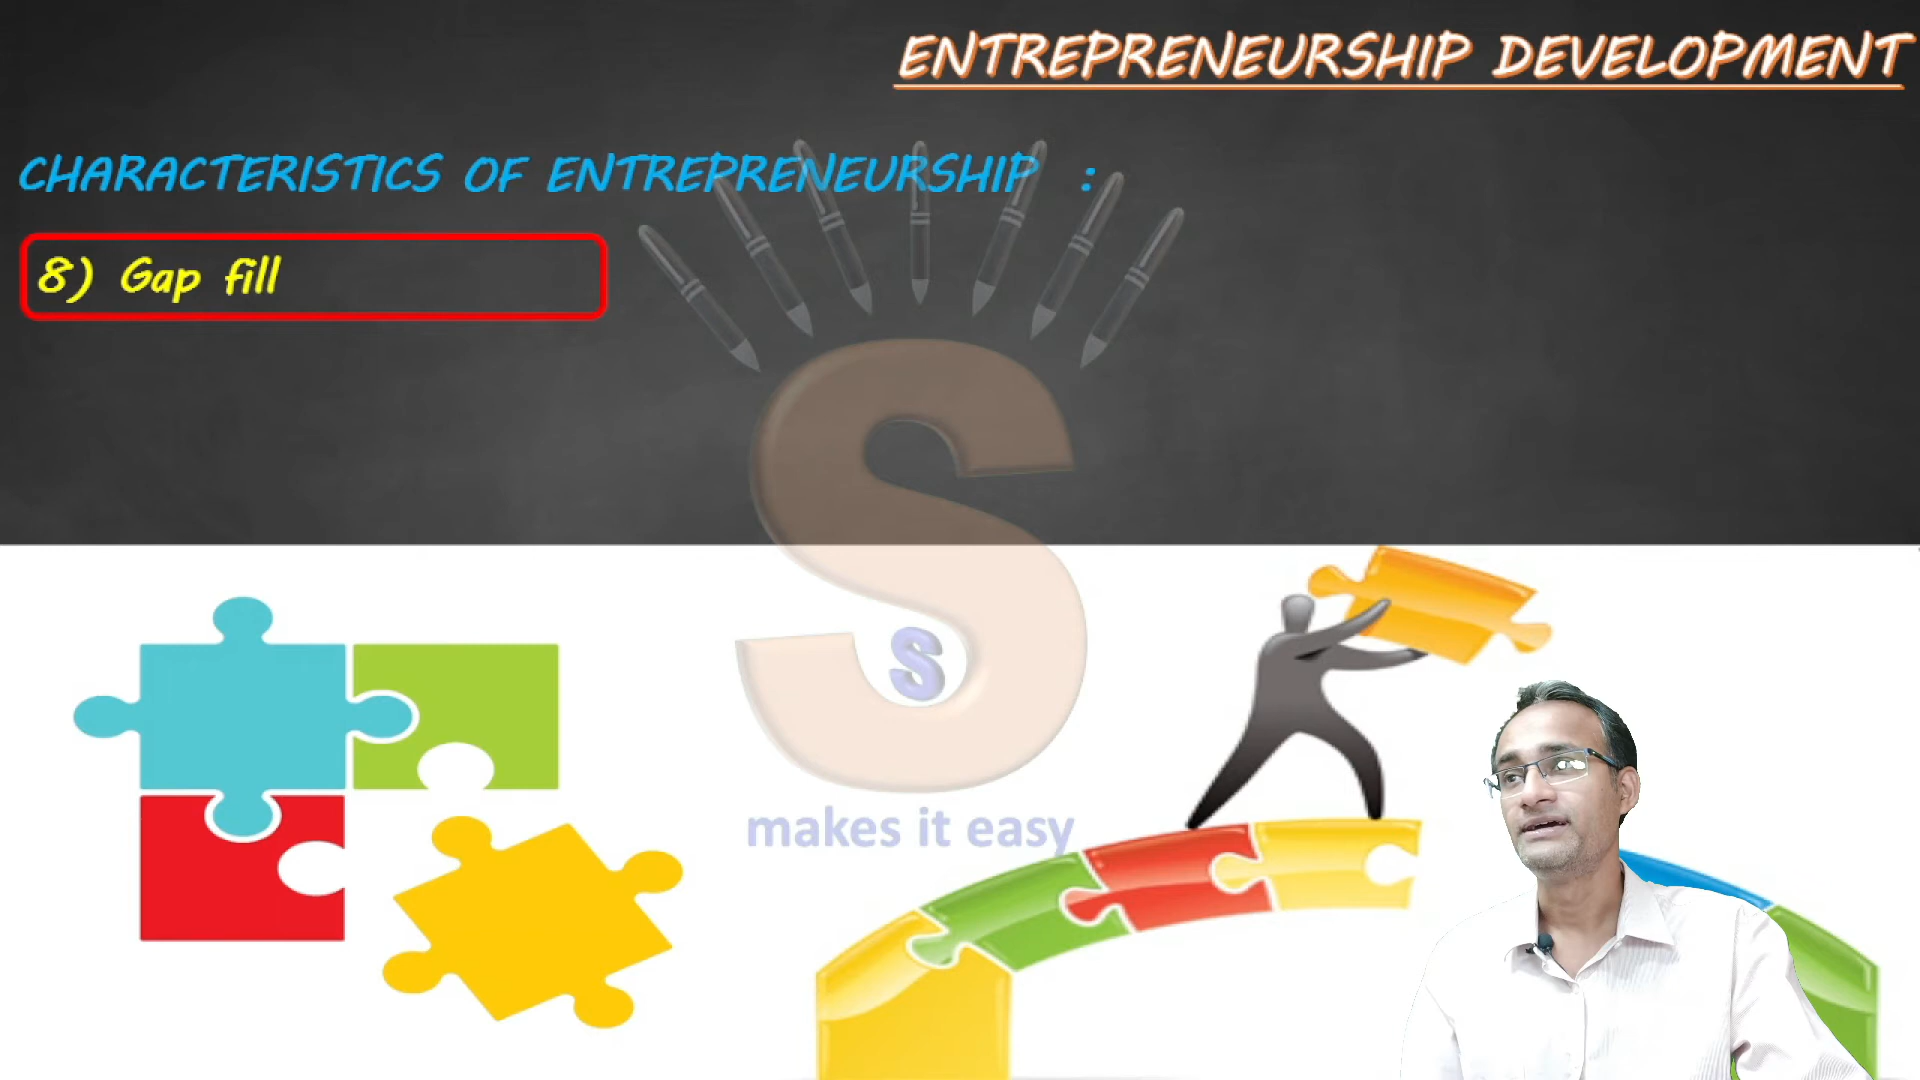 ENTREPRENEURSHIP DEVELOPMENT
CHARACTERISTICS OF ENTREPRENEURSHIP :
8) Gap fill
S
S
makes it easy